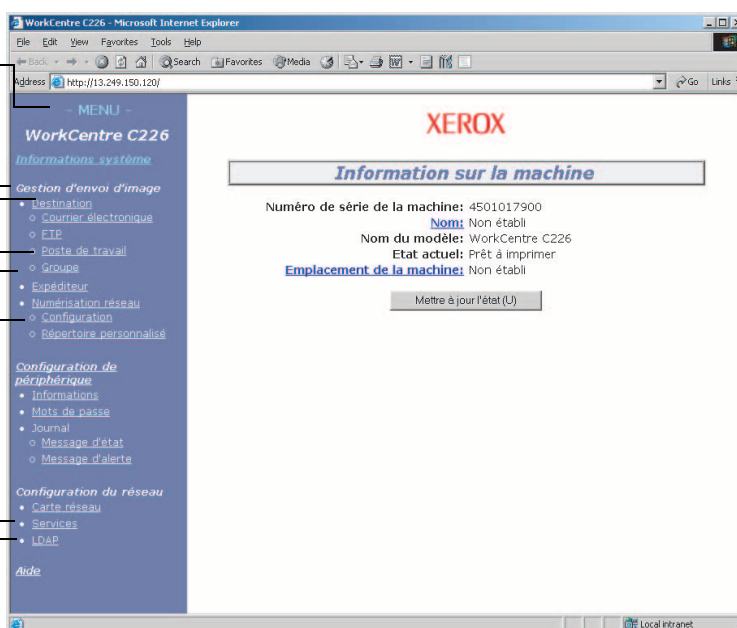 WorkCentre C226 - Microsoft Internet Explorer
File Edit View Favorites Tools Help
Back Search Favorites Media
Address http://13.249.150.120/ Go Links
- MENU -
WorkCentre C226
Informations système
Gestion d'envoi d'image
• Destination
o Courrier électronique
o FTP
o Poste de travail
o Groupe
• Expéditeur
• Numérisation réseau
o Configuration
o Répertoire personnalisé
Configuration de
périphérique
• Informations
• Mots de passe
• Journal
o Message d'état
o Message d'alerte
Configuration du réseau
• Carte réseau
• Services
• LDAP
Aide
XEROX
Information sur la machine
Numéro de série de la machine: 4501017900
Nom: Non établi
Nom du modèle: WorkCentre C226
Etat actuel: Prêt à imprimer
Emplacement de la machine: Non établi
Mettre à jour l'état (U)
Local intranet